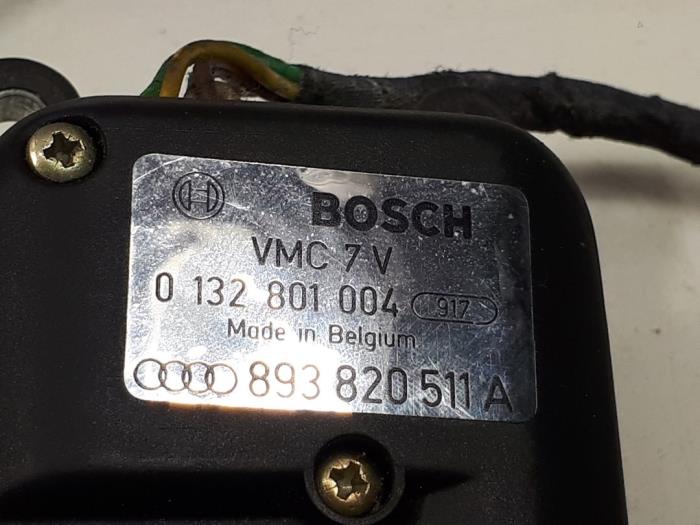 BOSCH
VMC 7 V
0 132 801 004 917
Made in Belgium
893 820 511 A